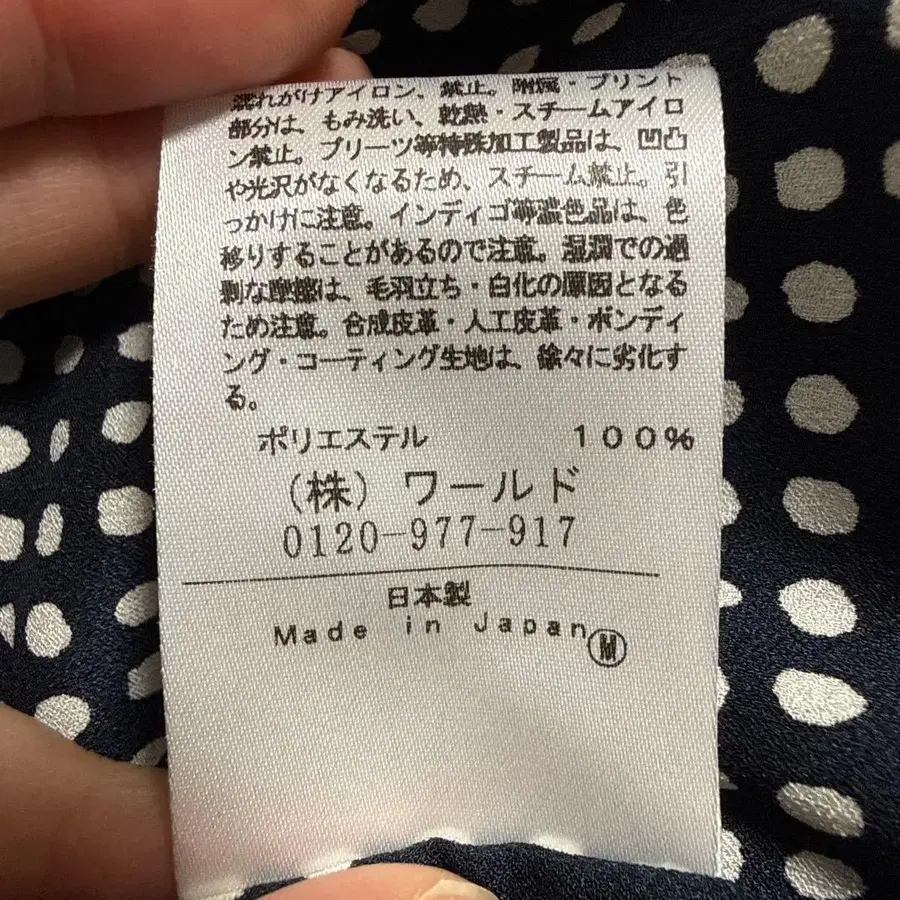 濡れがけアイロン、禁止。附属・プリント
部分は、もみ洗い、乾熱・スチームアイロ
ン禁止。プリーツ等特殊加工製品は、凹凸
や光沢がなくなるため、スチーム禁止。引
っかけに注意。インディゴ等濃色品は、色
移りすることがあるので注意。湿潤での過
剰な摩擦は、毛羽立ち・白化の原因となる
ため注意。合成皮革・人工皮革・ボンディ
ング・コーティング生地は、徐々に劣化す
る。
ポリエステル 100%
(株) ワールド
0120-977-917
日本製
Made in Japan Ⓜ